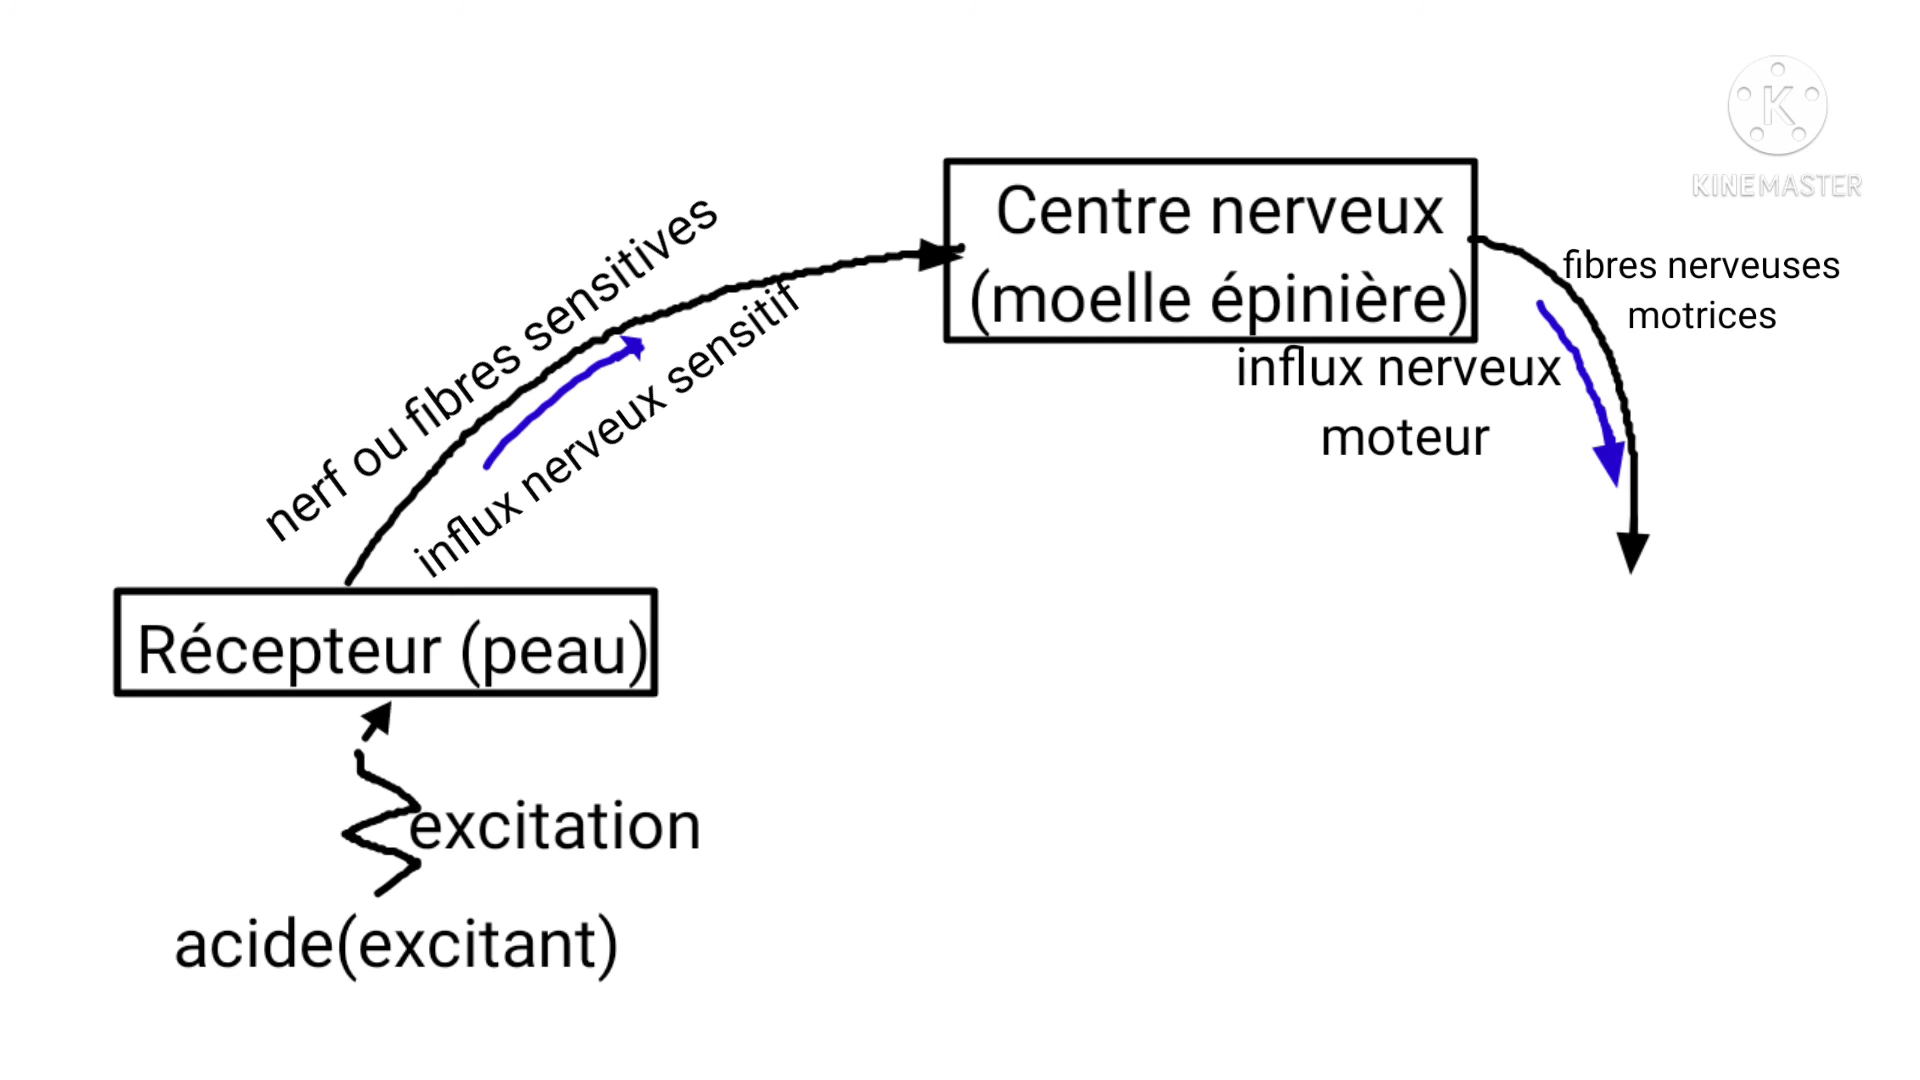 KINEMASTER
Centre nerveux
(moelle épinière)
nerf ou fibres sensitives
influx nerveux sensitif
fibres nerveuses
motrices
influx nerveux
moteur
Récepteur (peau)
excitation
acide(excitant)